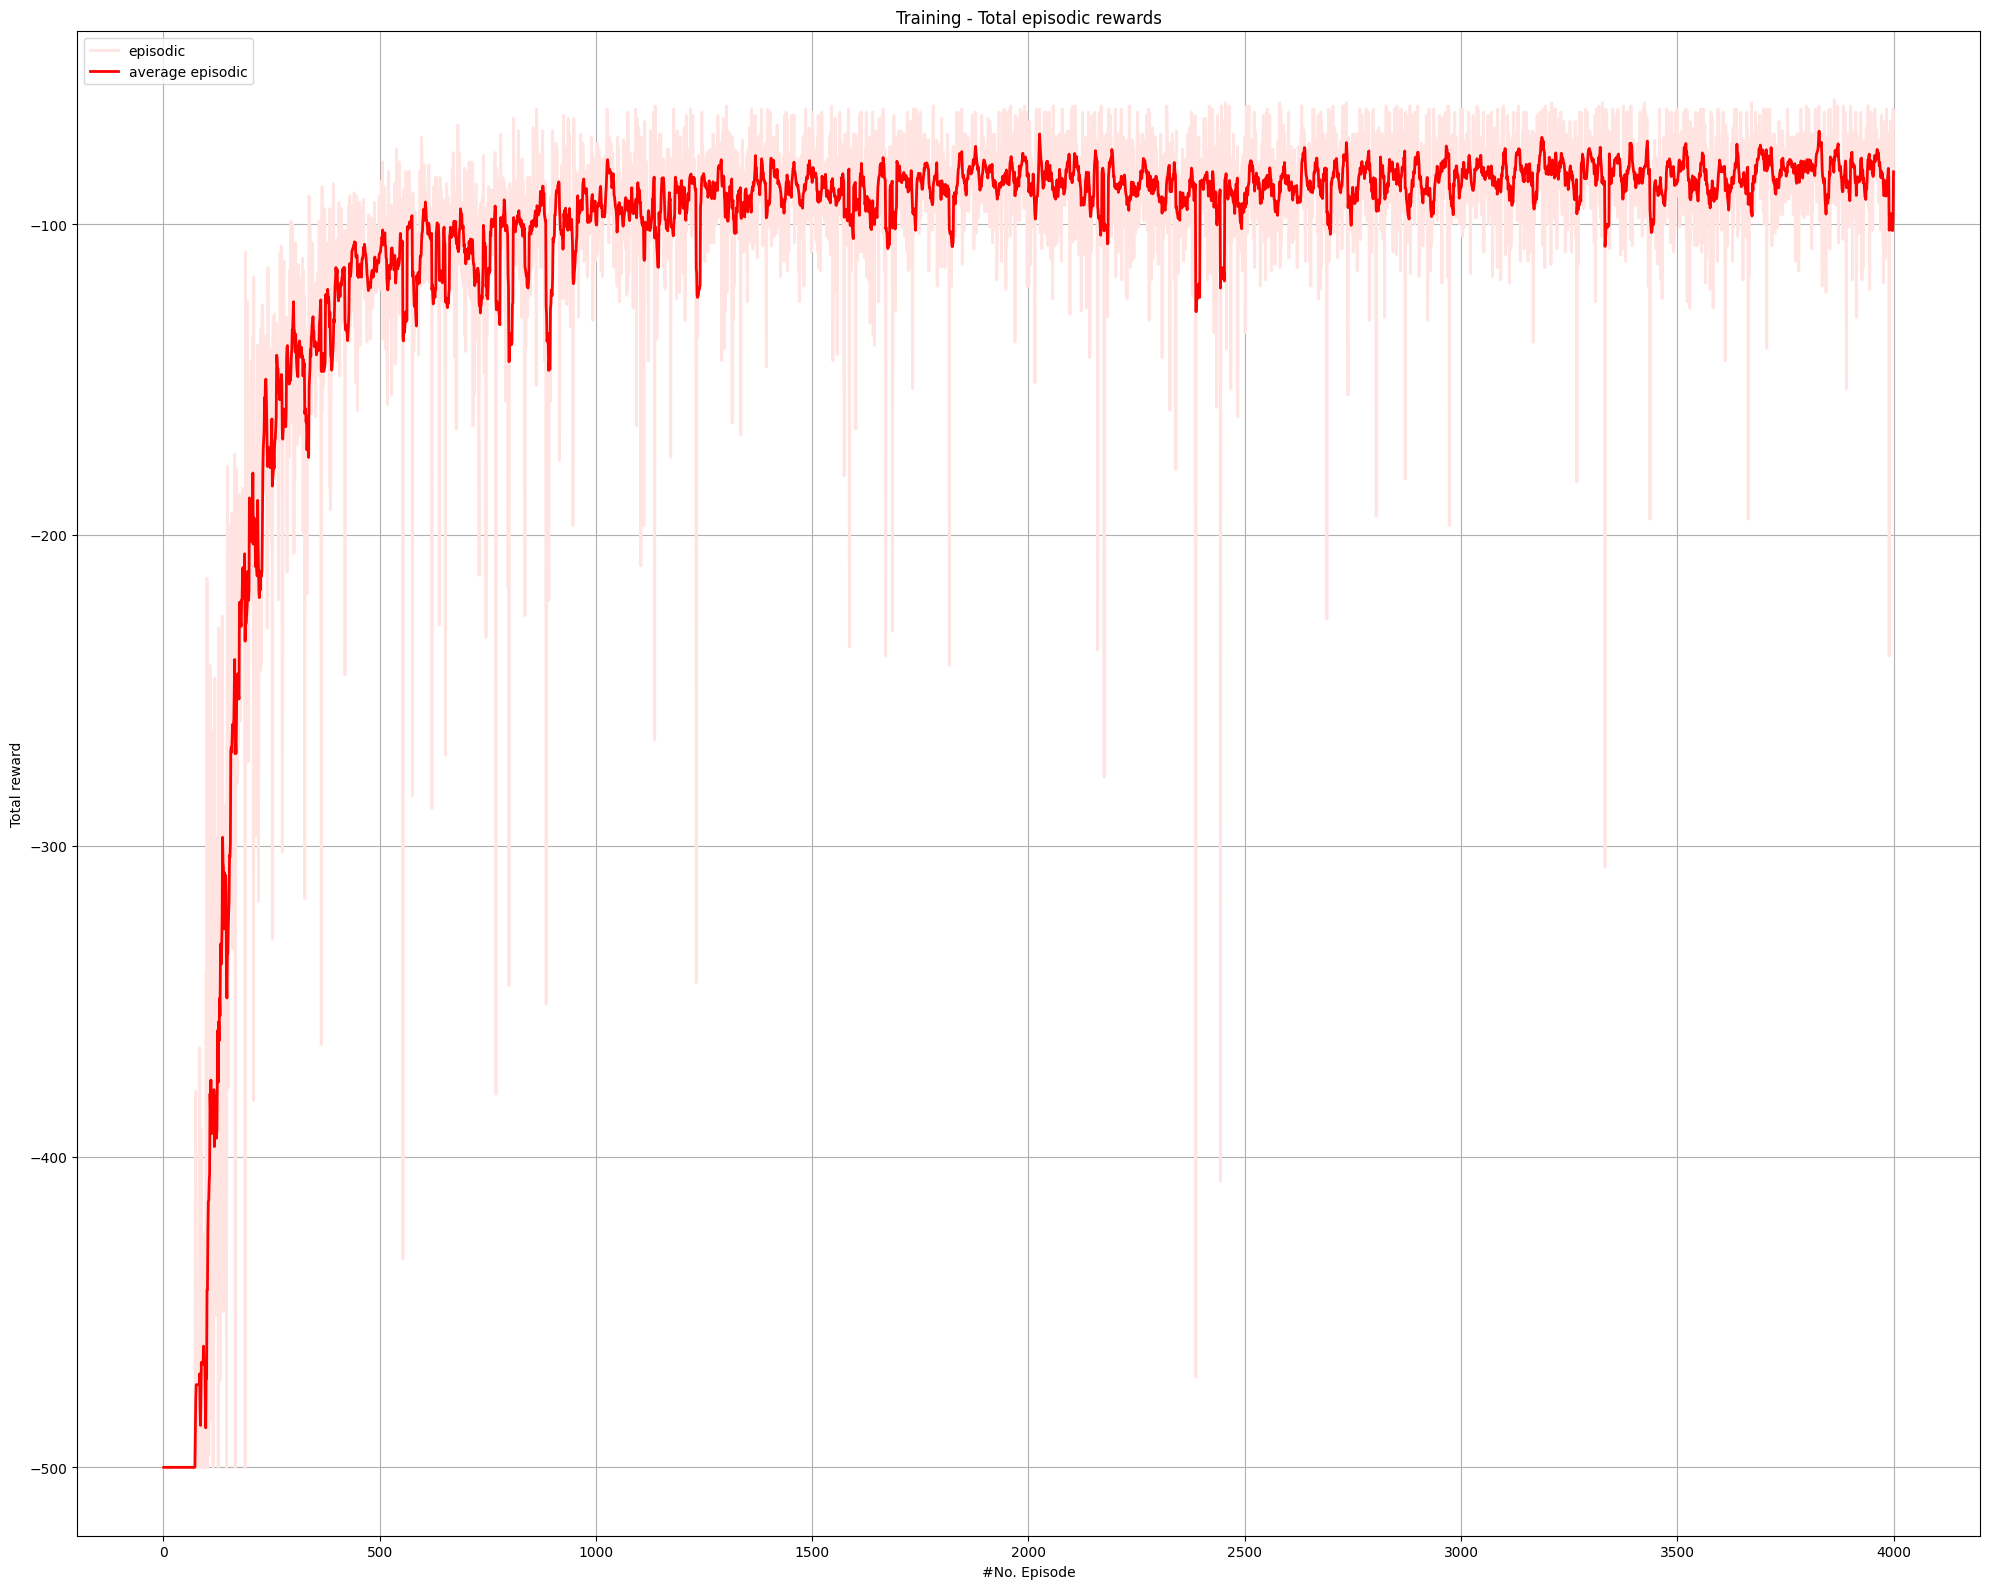 Training - Total episodic rewards
episodic
average episodic
−100
−200
−300
−400
−500
Total reward
0
500
1000
1500
2000
2500
3000
3500
4000
#No. Episode